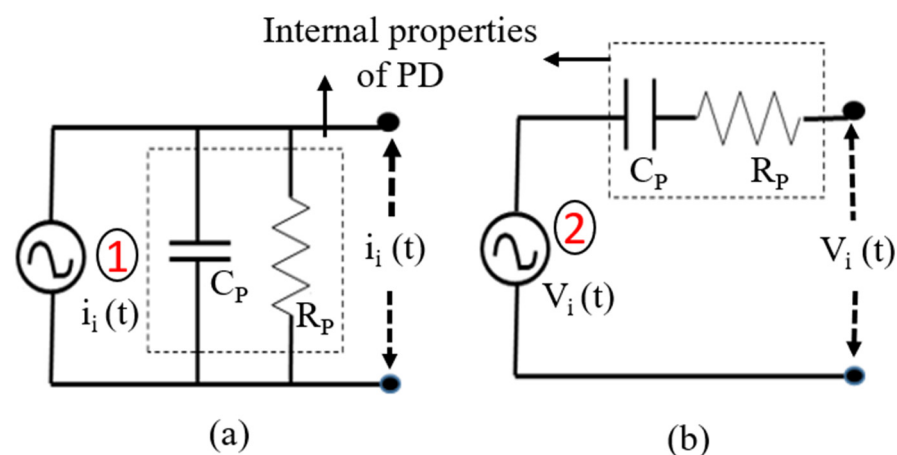 Internal properties
of PD
1
i_i (t)
C_P
R_P
i_i (t)
(a)
2
V_i (t)
C_P
R_P
V_i (t)
(b)